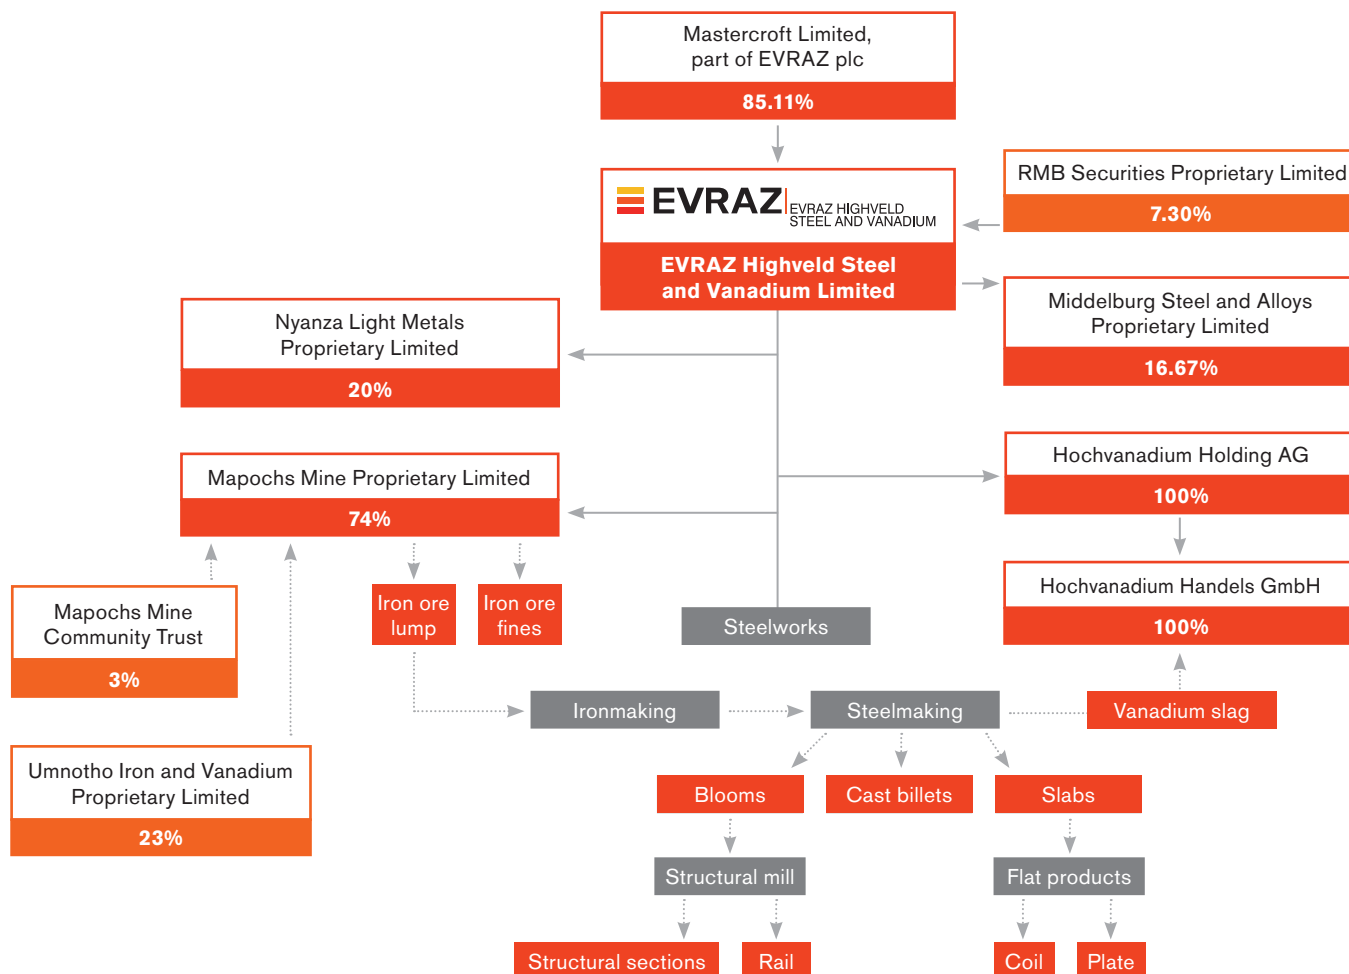 Mastercroft Limited,
part of EVRAZ plc
85.11%
RMB Securities Proprietary Limited
7.30%
EVRAZ
EVRAZ HIGHVELD
STEEL AND VANADIUM
EVRAZ Highveld Steel
and Vanadium Limited
Middelburg Steel and Alloys
Proprietary Limited
16.67%
Nyanza Light Metals
Proprietary Limited
20%
Mapochs Mine Proprietary Limited
74%
Hochvanadium Holding AG
100%
Hochvanadium Handels GmbH
100%
Mapochs Mine
Community Trust
3%
Iron ore
lump
Iron ore
fines
Steelworks
Ironmaking
Steelmaking
Vanadium slag
Umnotho Iron and Vanadium
Proprietary Limited
23%
Blooms
Cast billets
Slabs
Structural mill
Flat products
Structural sections
Rail
Coil
Plate